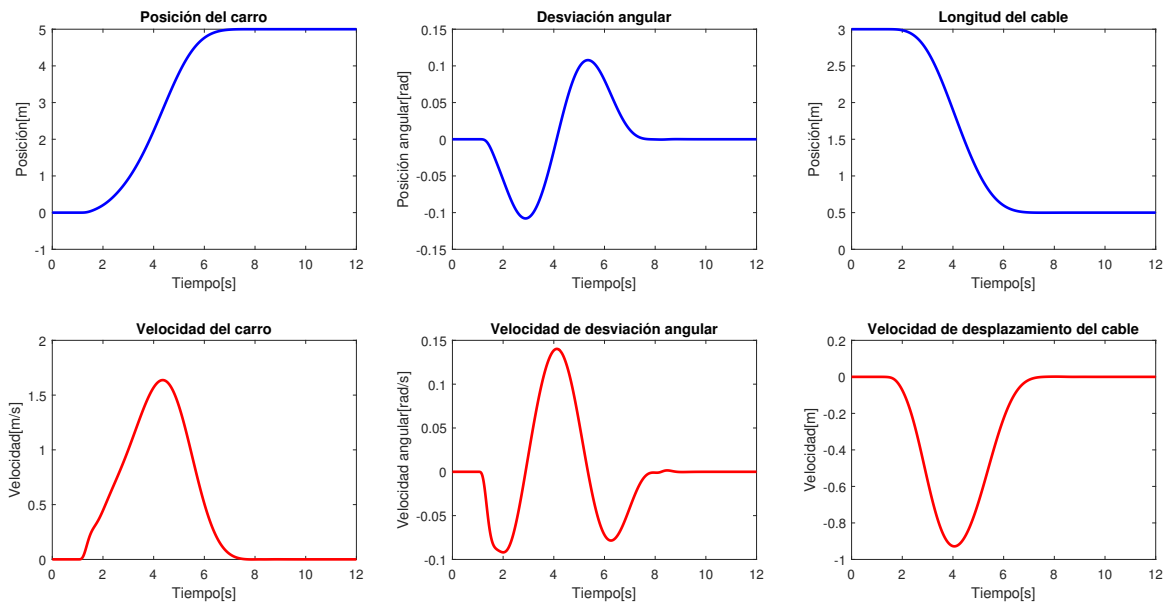 Posición del carro
5
4
3
2
1
0
-1
Posición[m]
0 2 4 6 8 10 12
Tiempo[s]
Desviación angular
0.15
0.1
0.05
0
-0.05
-0.1
-0.15
Posición angular[rad]
0 2 4 6 8 10 12
Tiempo[s]
Longitud del cable
3
2.5
2
1.5
1
0.5
0
Posición[m]
0 2 4 6 8 10 12
Tiempo[s]
Velocidad del carro
2
1.5
1
0.5
0
Velocidad[m/s]
0 2 4 6 8 10 12
Tiempo[s]
Velocidad de desviación angular
0.15
0.1
0.05
0
-0.05
-0.1
Velocidad angular[rad/s]
0 2 4 6 8 10 12
Tiempo[s]
Velocidad de desplazamiento del cable
0.2
0
-0.2
-0.4
-0.6
-0.8
-1
Velocidad[m]
0 2 4 6 8 10 12
Tiempo[s]